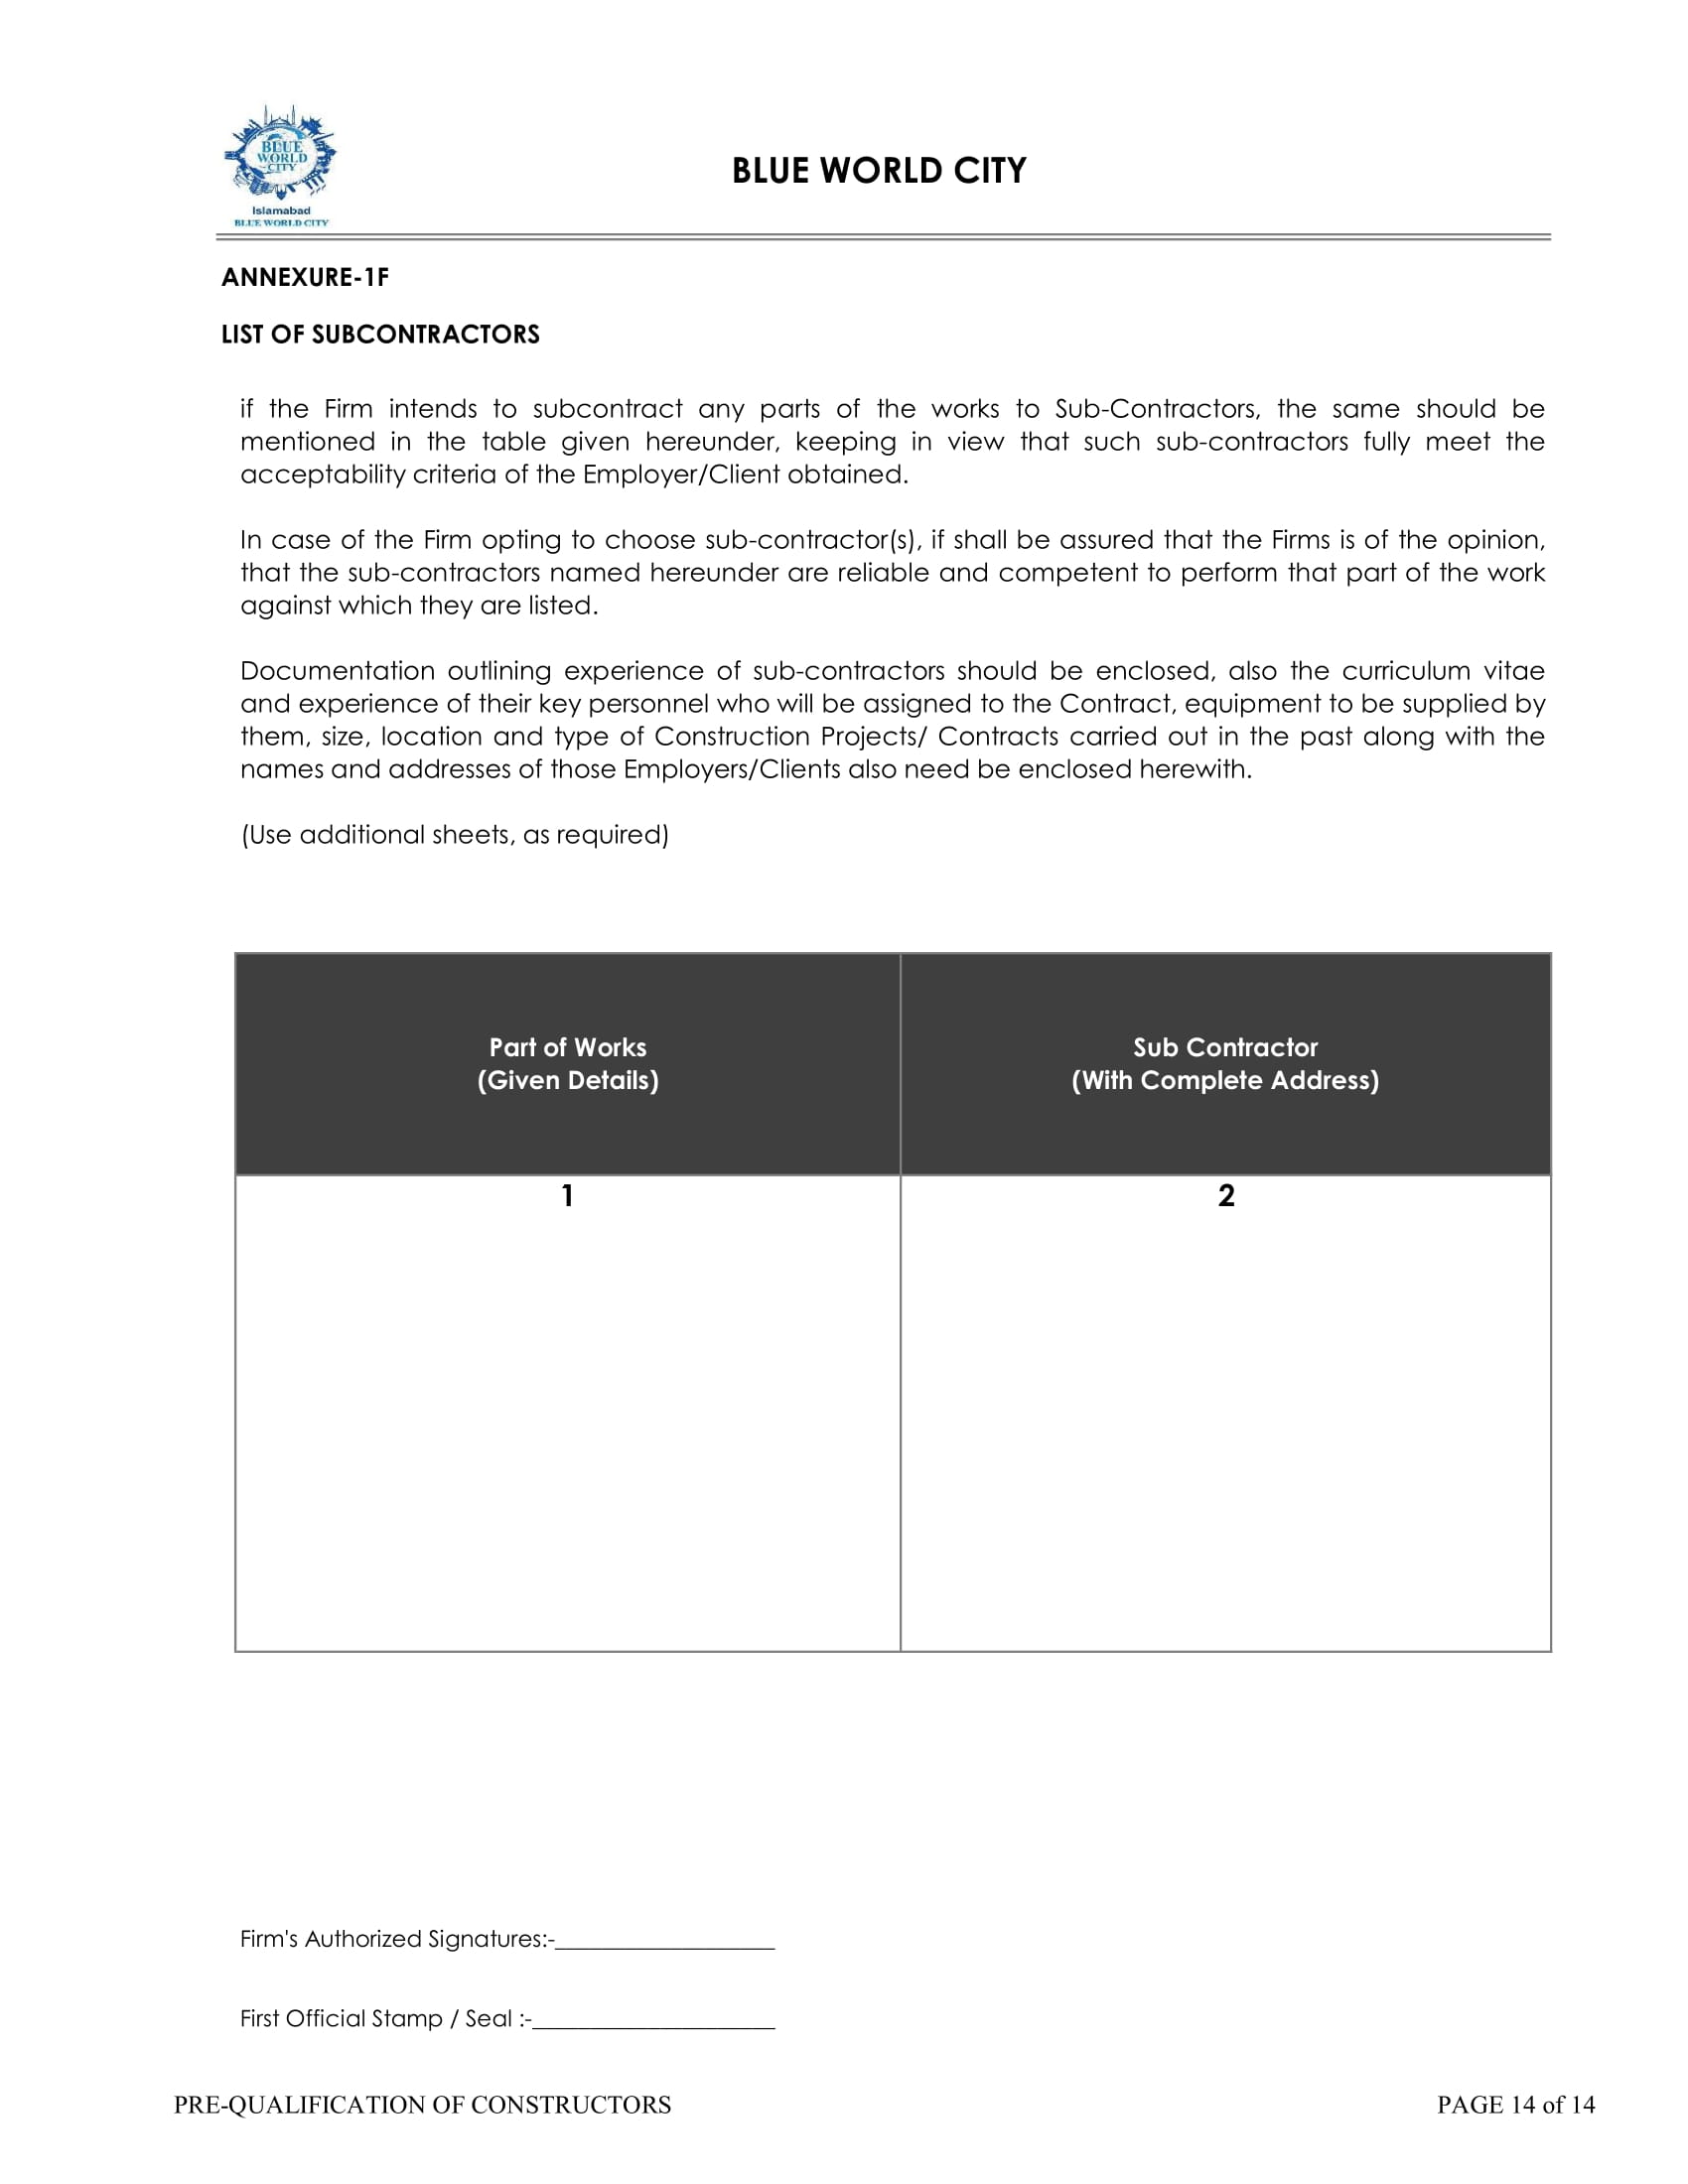 BLUE
WORLD
CITY
Islamabad
BLUE WORLD CITY
BLUE WORLD CITY
ANNEXURE-1F
LIST OF SUBCONTRACTORS
if the Firm intends to subcontract any parts of the works to Sub-Contractors, the same should be
mentioned in the table given hereunder, keeping in view that such sub-contractors fully meet the
acceptability criteria of the Employer/Client obtained.
In case of the Firm opting to choose sub-contractor(s), if shall be assured that the Firms is of the opinion,
that the sub-contractors named hereunder are reliable and competent to perform that part of the work
against which they are listed.
Documentation outlining experience of sub-contractors should be enclosed, also the curriculum vitae
and experience of their key personnel who will be assigned to the Contract, equipment to be supplied by
them, size, location and type of Construction Projects/ Contracts carried out in the past along with the
names and addresses of those Employers/Clients also need be enclosed herewith.
(Use additional sheets, as required)
Part of Works
(Given Details)
Sub Contractor
(With Complete Address)
1
2
Firm's Authorized Signatures:-__________________
First Official Stamp / Seal :-____________________
PRE-QUALIFICATION OF CONSTRUCTORS
PAGE 14 of 14